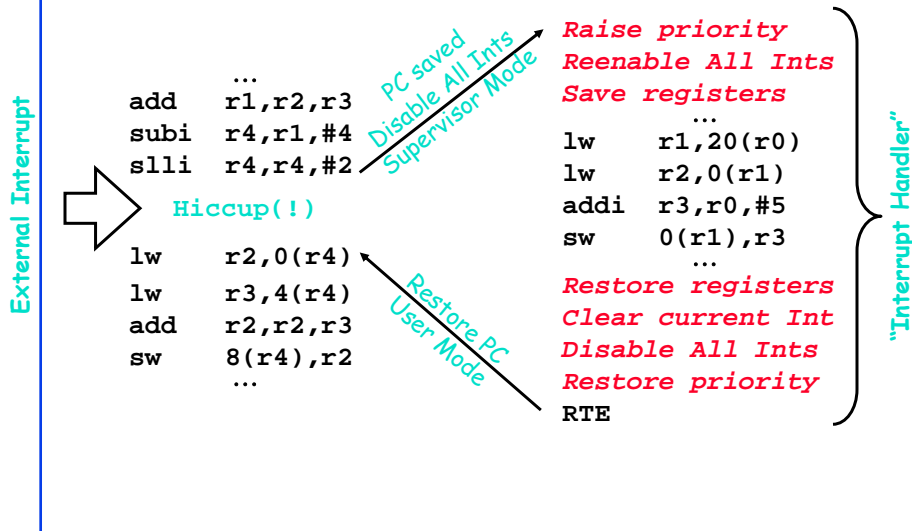 External Interrupt
…
add r1,r2,r3
subi r4,r1,#4
slli r4,r4,#2
Hiccup(!)
lw r2,0(r4)
lw r3,4(r4)
add r2,r2,r3
sw 8(r4),r2
…
PC saved
Disable All Ints
Supervisor Mode
Raise priority
Reenable All Ints
Save registers
…
lw r1,20(r0)
lw r2,0(r1)
addi r3,r0,#5
sw 0(r1),r3
…
Restore registers
Clear current Int
Disable All Ints
Restore priority
RTE
Restore PC
User Mode
“Interrupt Handler”